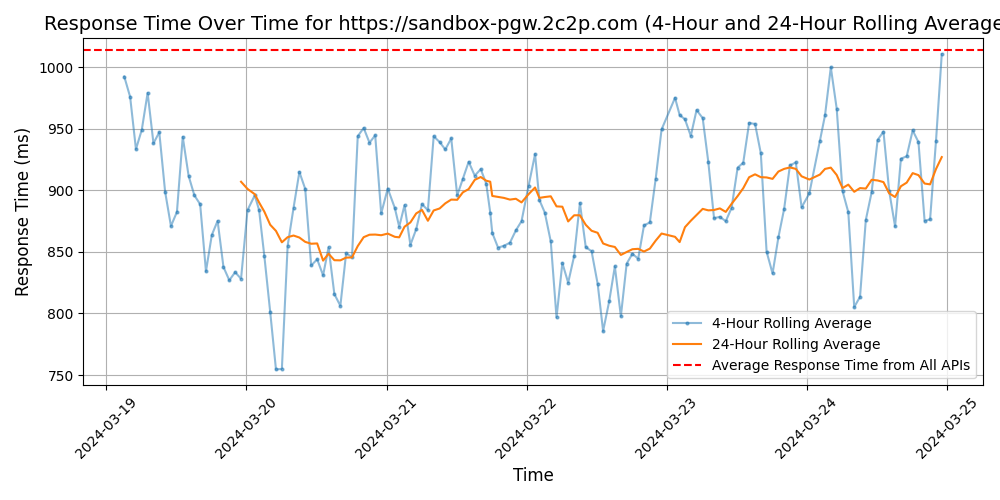 Response Time Over Time for https://sandbox-pgw.2c2p.com (4-Hour and 24-Hour Rolling Average
Response Time (ms)
1000
950
900
850
800
750
4-Hour Rolling Average
24-Hour Rolling Average
Average Response Time from All APIs
2024-03-19
2024-03-20
2024-03-21
2024-03-22
2024-03-23
2024-03-24
2024-03-25
Time